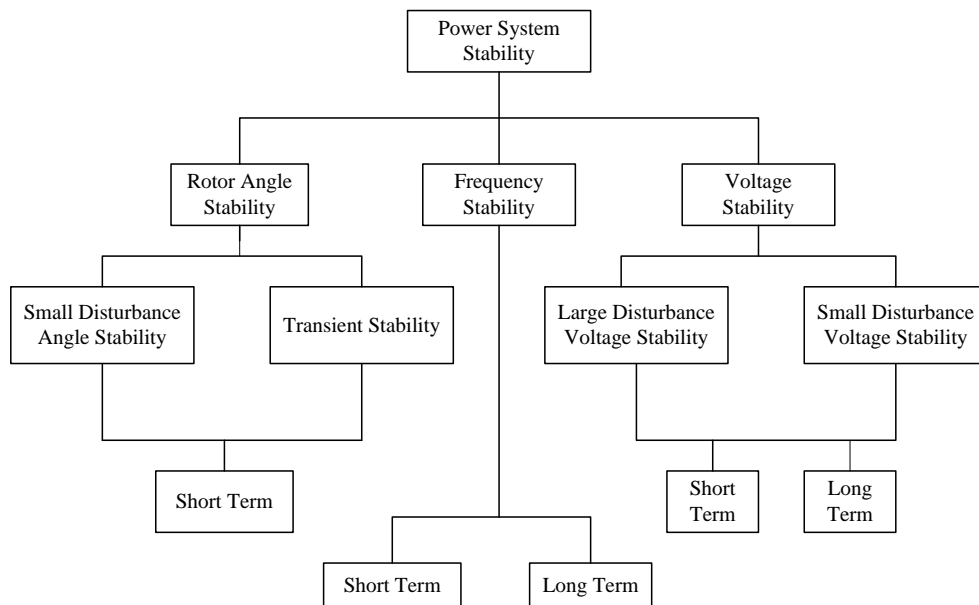 Power System
Stability
Rotor Angle
Stability
Frequency
Stability
Voltage
Stability
Small Disturbance
Angle Stability
Transient Stability
Large Disturbance
Voltage Stability
Small Disturbance
Voltage Stability
Short Term
Short
Term
Long
Term
Short Term
Long Term